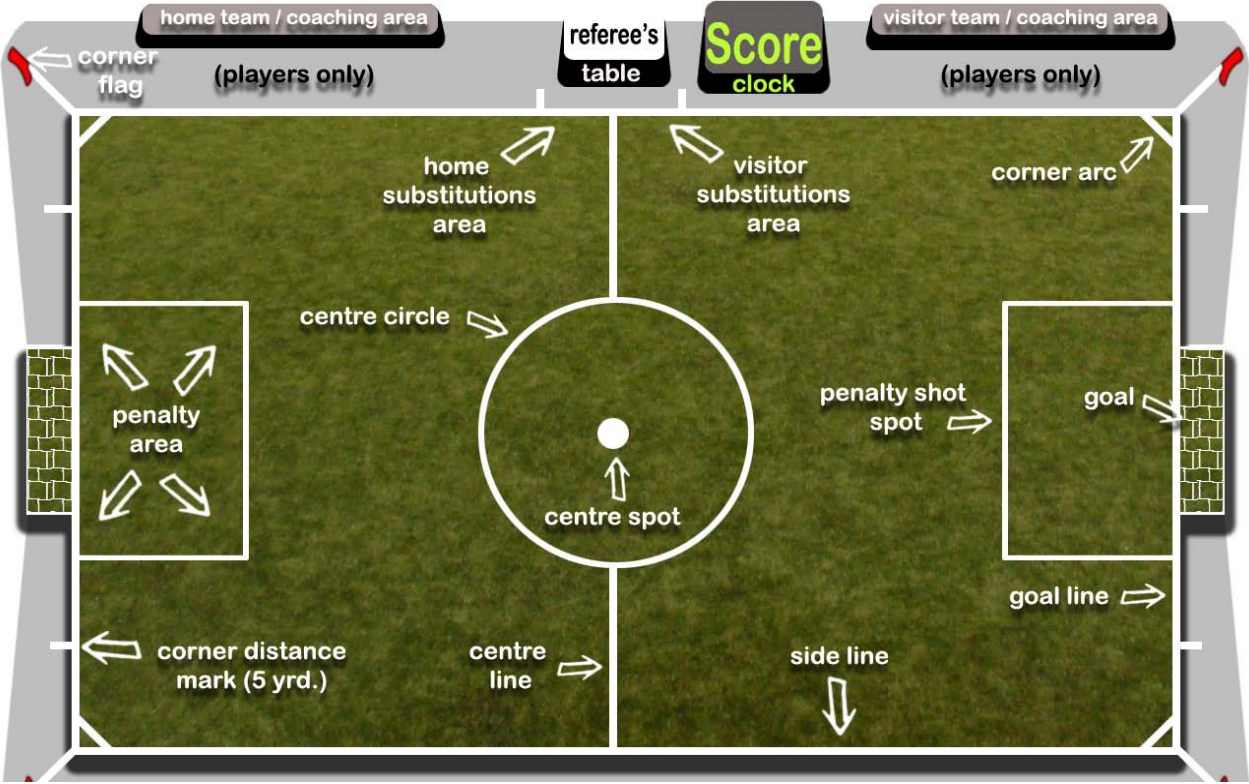 home team / coaching area
referee's
table
Score
clock
visitor team / coaching area
corner
flag
(players only)
(players only)
home
substitutions
area
visitor
substitutions
area
corner arc
centre circle
penalty
area
penalty shot
spot
goal
centre spot
goal line
corner distance
mark (5 yrd.)
centre
line
side line